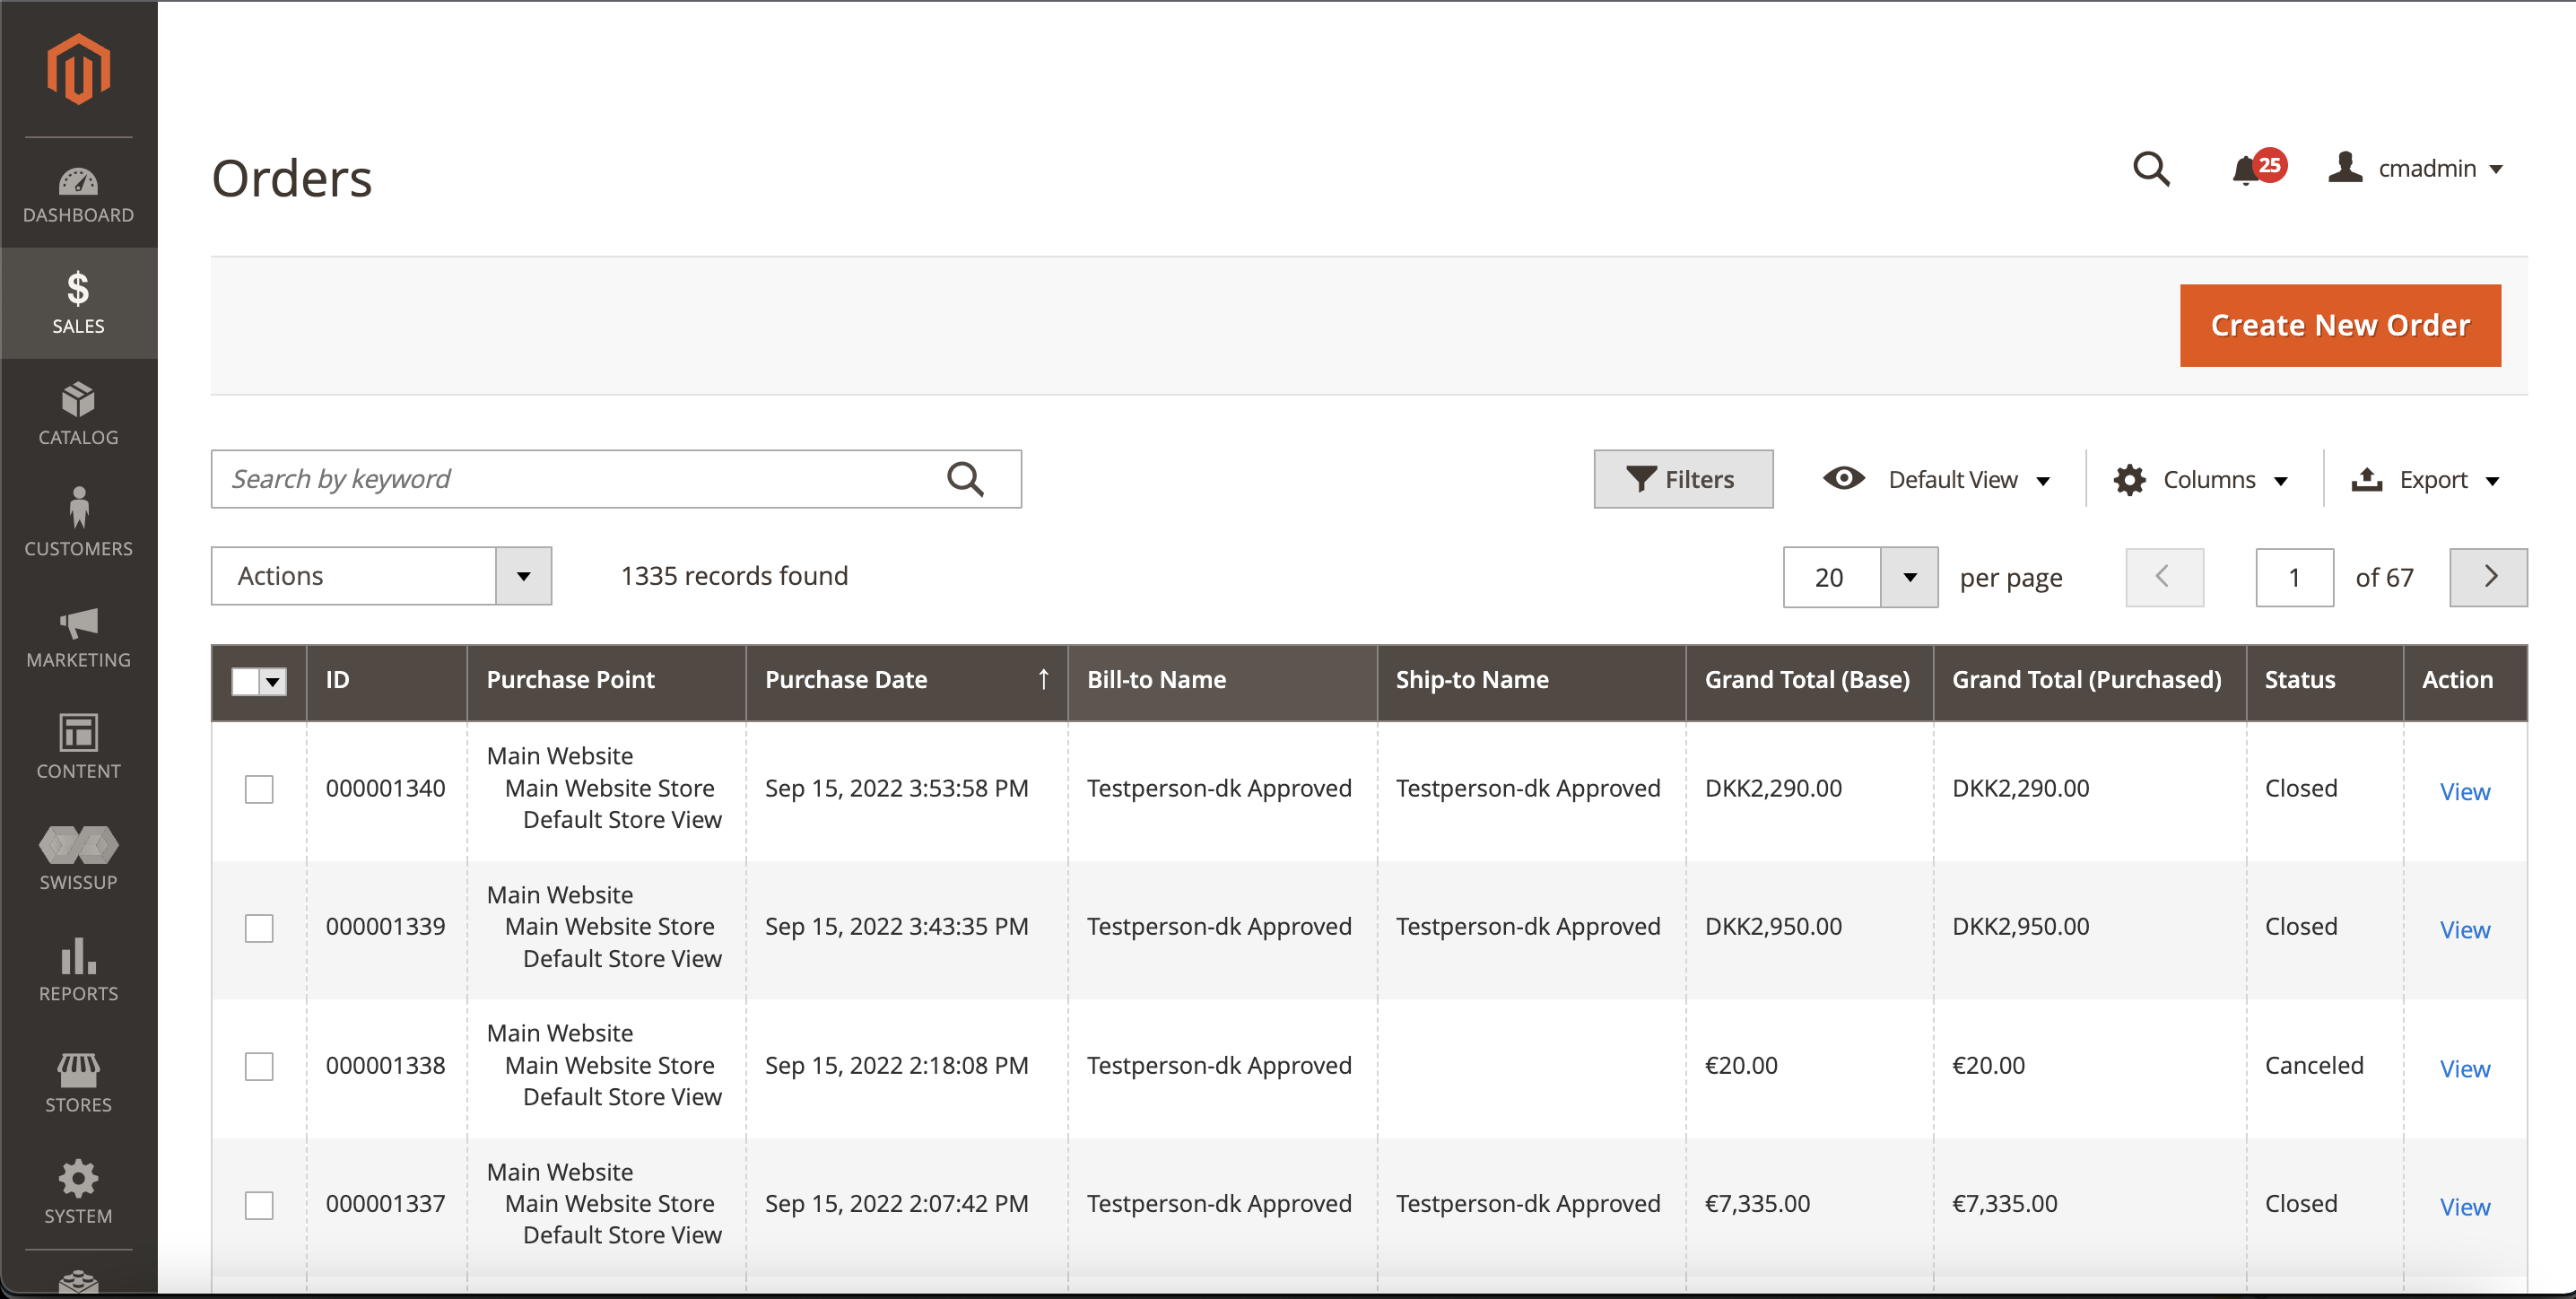 Orders
25
cmadmin
DASHBOARD
SALES
CATALOG
CUSTOMERS
MARKETING
CONTENT
SWISSUP
REPORTS
STORES
SYSTEM
Create New Order
Search by keyword
Filters
Default View
Columns
Export
Actions
1335 records found
20 per page
1 of 67
ID Purchase Point Purchase Date ↑ Bill-to Name Ship-to Name Grand Total (Base) Grand Total (Purchased) Status Action
Main Website
000001340 Main Website Store Sep 15, 2022 3:53:58 PM Testperson-dk Approved Testperson-dk Approved DKK2,290.00 DKK2,290.00 Closed View
Default Store View
Main Website
000001339 Main Website Store Sep 15, 2022 3:43:35 PM Testperson-dk Approved Testperson-dk Approved DKK2,950.00 DKK2,950.00 Closed View
Default Store View
Main Website
000001338 Main Website Store Sep 15, 2022 2:18:08 PM Testperson-dk Approved €20.00 €20.00 Canceled View
Default Store View
Main Website
000001337 Main Website Store Sep 15, 2022 2:07:42 PM Testperson-dk Approved Testperson-dk Approved €7,335.00 €7,335.00 Closed View
Default Store View